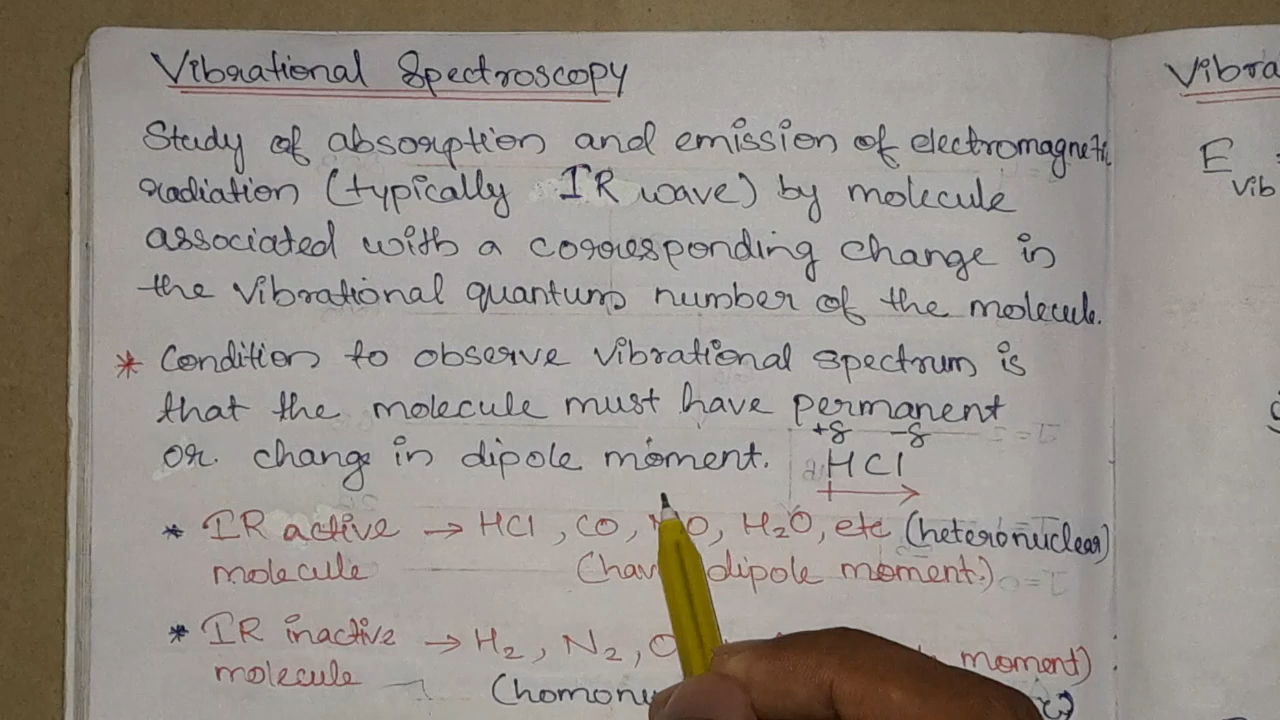 Vibrational Spectroscopy
Study of absorption and emission of electromagnetic
radiation (typically IR wave) by molecule
associated with a corresponding change in
the vibrational quantum number of the molecule.
* Condition to observe vibrational spectrum is
that the molecule must have permanent
or change in dipole moment.
+δ -δ
HCl
* IR active → HCl, CO, H₂O, etc (heteronuclear)
molecule dipole moment.)
* IR inactive → H₂, N₂, moment)
molecule
Vibra
E vib